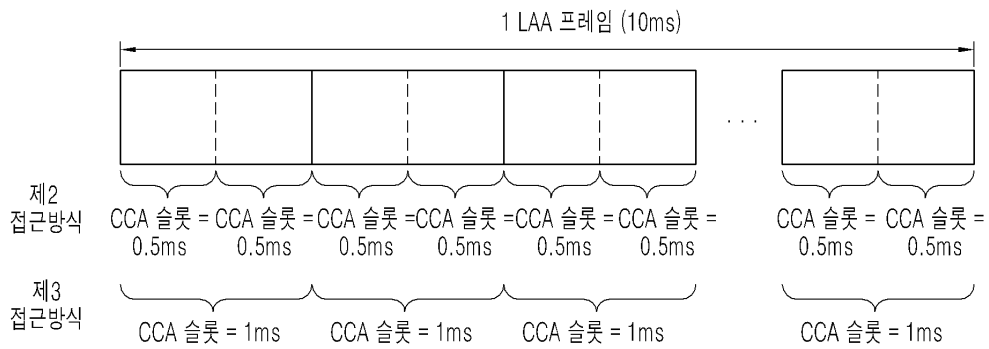 1 LAA 프레임 (10ms)
. . .
제2
접근방식
CCA 슬롯 = CCA 슬롯 = CCA 슬롯 = CCA 슬롯 = CCA 슬롯 = CCA 슬롯 = CCA 슬롯 = CCA 슬롯 =
0.5ms 0.5ms 0.5ms 0.5ms 0.5ms 0.5ms 0.5ms 0.5ms
제3
접근방식
CCA 슬롯 = 1ms CCA 슬롯 = 1ms CCA 슬롯 = 1ms CCA 슬롯 = 1ms